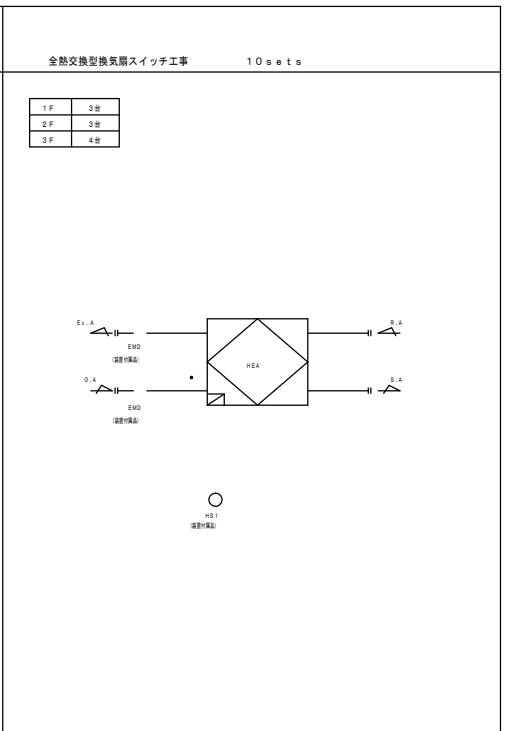 全熱交換型換気扇スイッチ工事 10sets
1F 3台
2F 3台
3F 4台
Ex.A
R.A
EMD
(装置付属品)
HEA
O.A
S.A
EMD
(装置付属品)
HS1
(装置付属品)